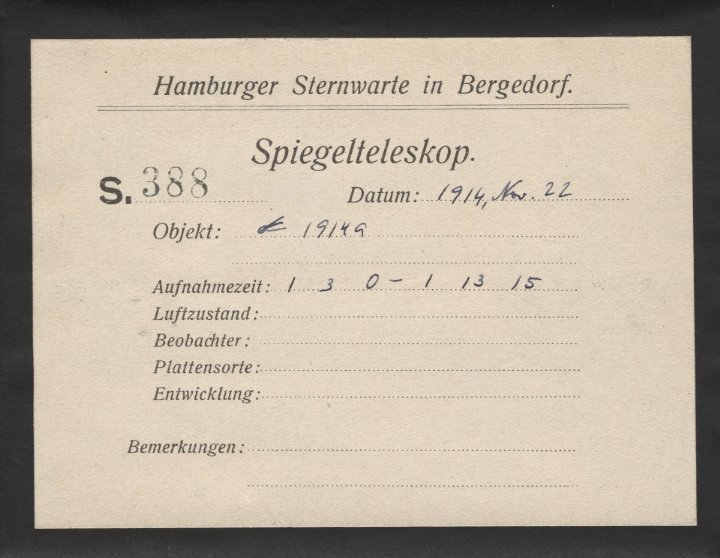 Hamburger Sternwarte in Bergedorf.
Spiegelteleskop.
S. 388
Datum: 1914, Nov. 22
Objekt: ☄ 1914a
Aufnahmezeit: 1 3 0 – 1 13 15
Luftzustand:
Beobachter:
Plattensorte:
Entwicklung:
Bemerkungen: